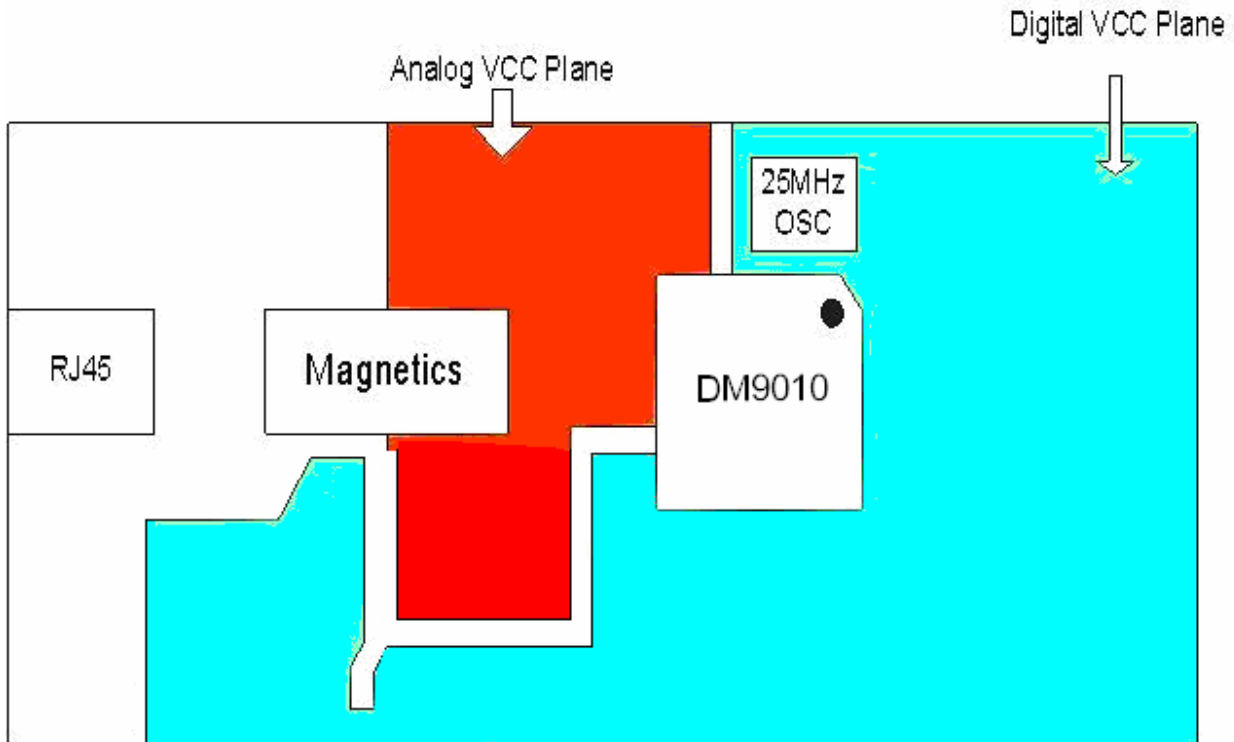 Digital VCC Plane
Analog VCC Plane
25MHz
OSC
RJ45
Magnetics
DM9010